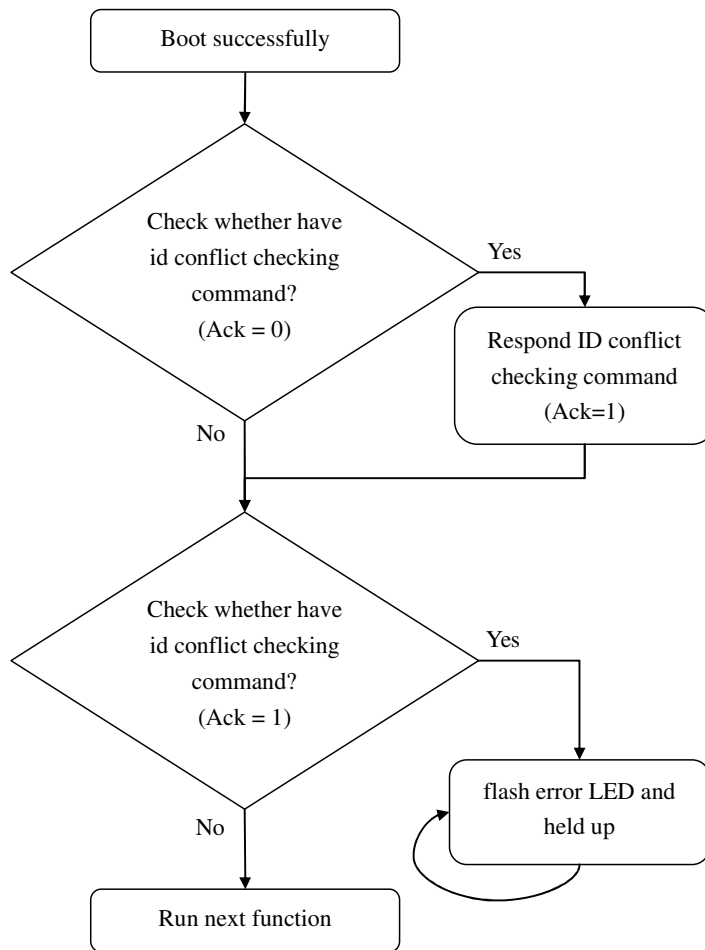 Boot successfully
Check whether have
id conflict checking
command?
(Ack = 0)
Yes
Respond ID conflict
checking command
(Ack=1)
No
Check whether have
id conflict checking
command?
(Ack = 1)
Yes
flash error LED and
held up
No
Run next function